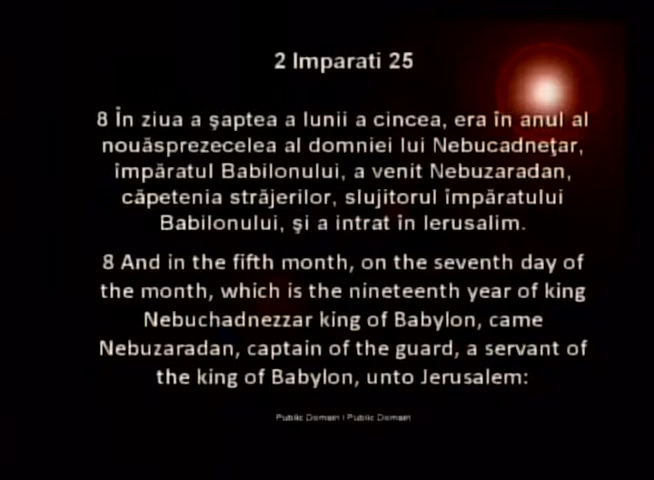 2 Imparati 25
8 În ziua a şaptea a lunii a cincea, era în anul al
nouăsprezecelea al domniei lui Nebucadneţar,
împăratul Babilonului, a venit Nebuzaradan,
căpetenia străjerilor, slujitorul împăratului
Babilonului, şi a intrat în Ierusalim.
8 And in the fifth month, on the seventh day of
the month, which is the nineteenth year of king
Nebuchadnezzar king of Babylon, came
Nebuzaradan, captain of the guard, a servant of
the king of Babylon, unto Jerusalem:
Public Domain / Public Domain